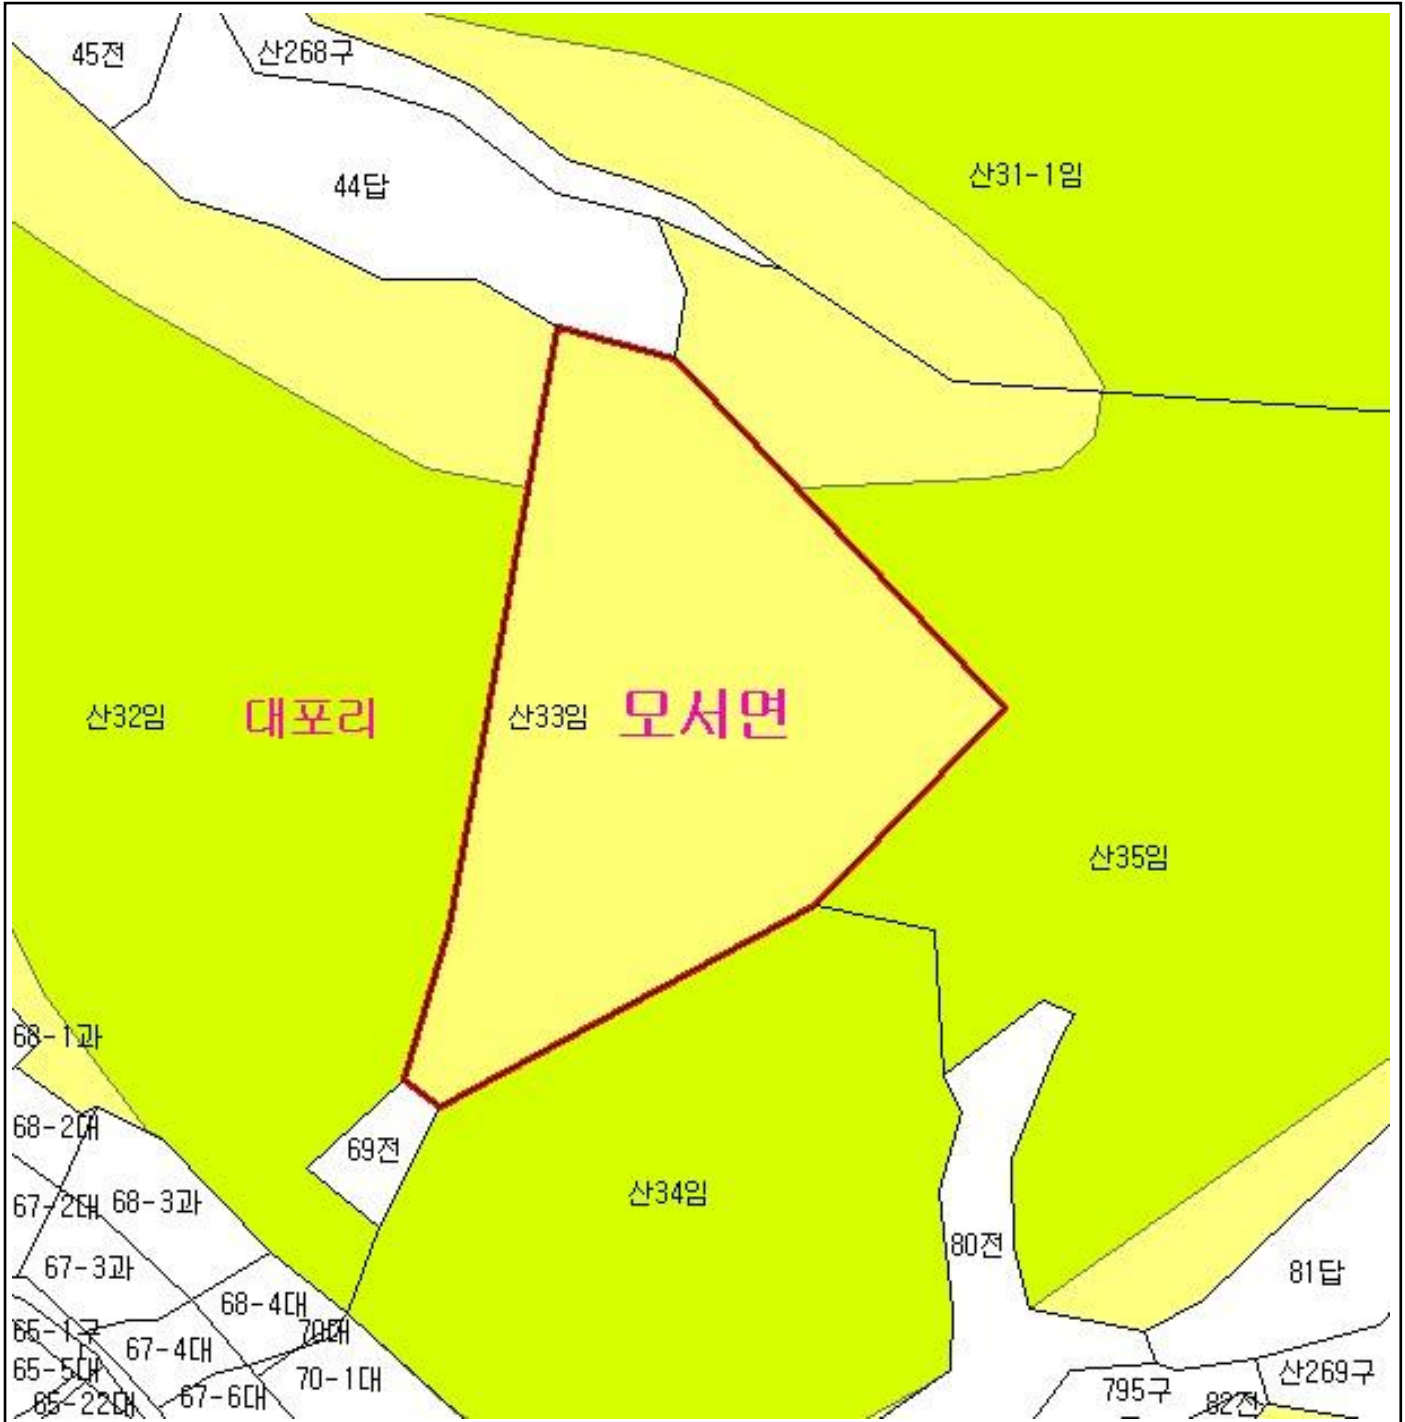 45전
산268구
44답
산31-1임
산32임
대포리
산33임
모서면
산35임
68-1과
68-2대
69전
산34임
67-2대
68-3과
80전
67-3과
81답
68-4대
70대
65-1구
67-4대
65-5대
70-1대
산269구
67-6대
795구
65-22대
82전